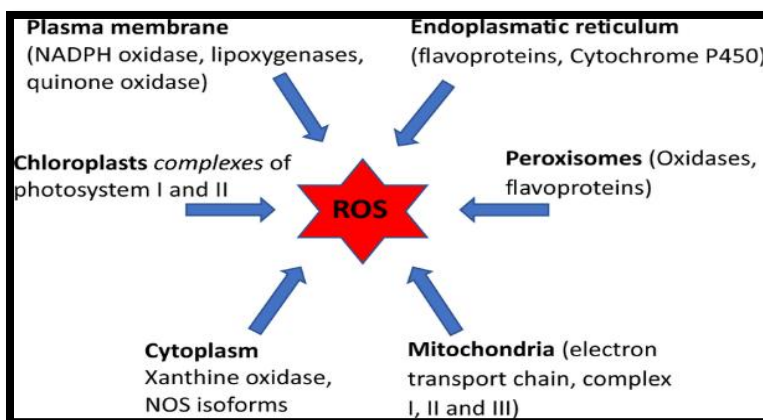 Plasma membrane
(NADPH oxidase, lipoxygenases,
quinone oxidase)
Endoplasmatic reticulum
(flavoproteins, Cytochrome P450)
Chloroplasts complexes of
photosystem I and II
ROS
Peroxisomes (Oxidases,
flavoproteins)
Cytoplasm
Xanthine oxidase,
NOS isoforms
Mitochondria (electron
transport chain, complex
I, II and III)